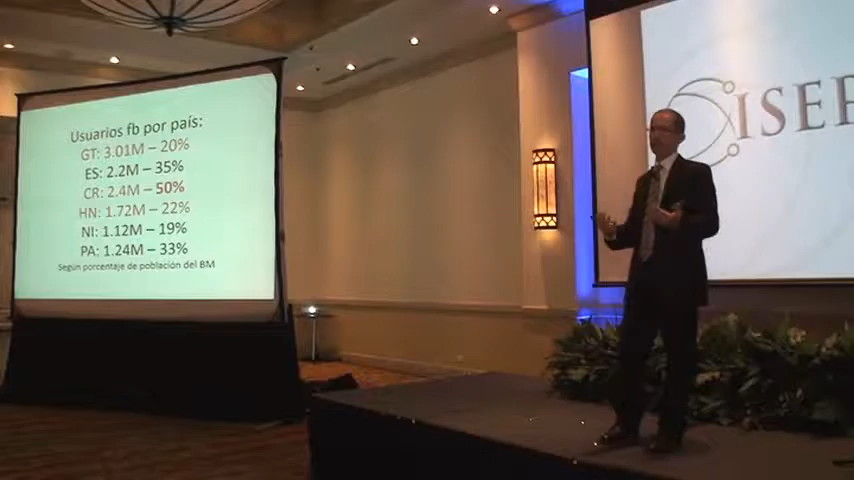 Usuarios fb por país:
GT: 3.01M – 20%
ES: 2.2M – 35%
CR: 2.4M – 50%
HN: 1.72M – 22%
NI: 1.12M – 19%
PA: 1.24M – 33%
Según porcentaje de población del BM